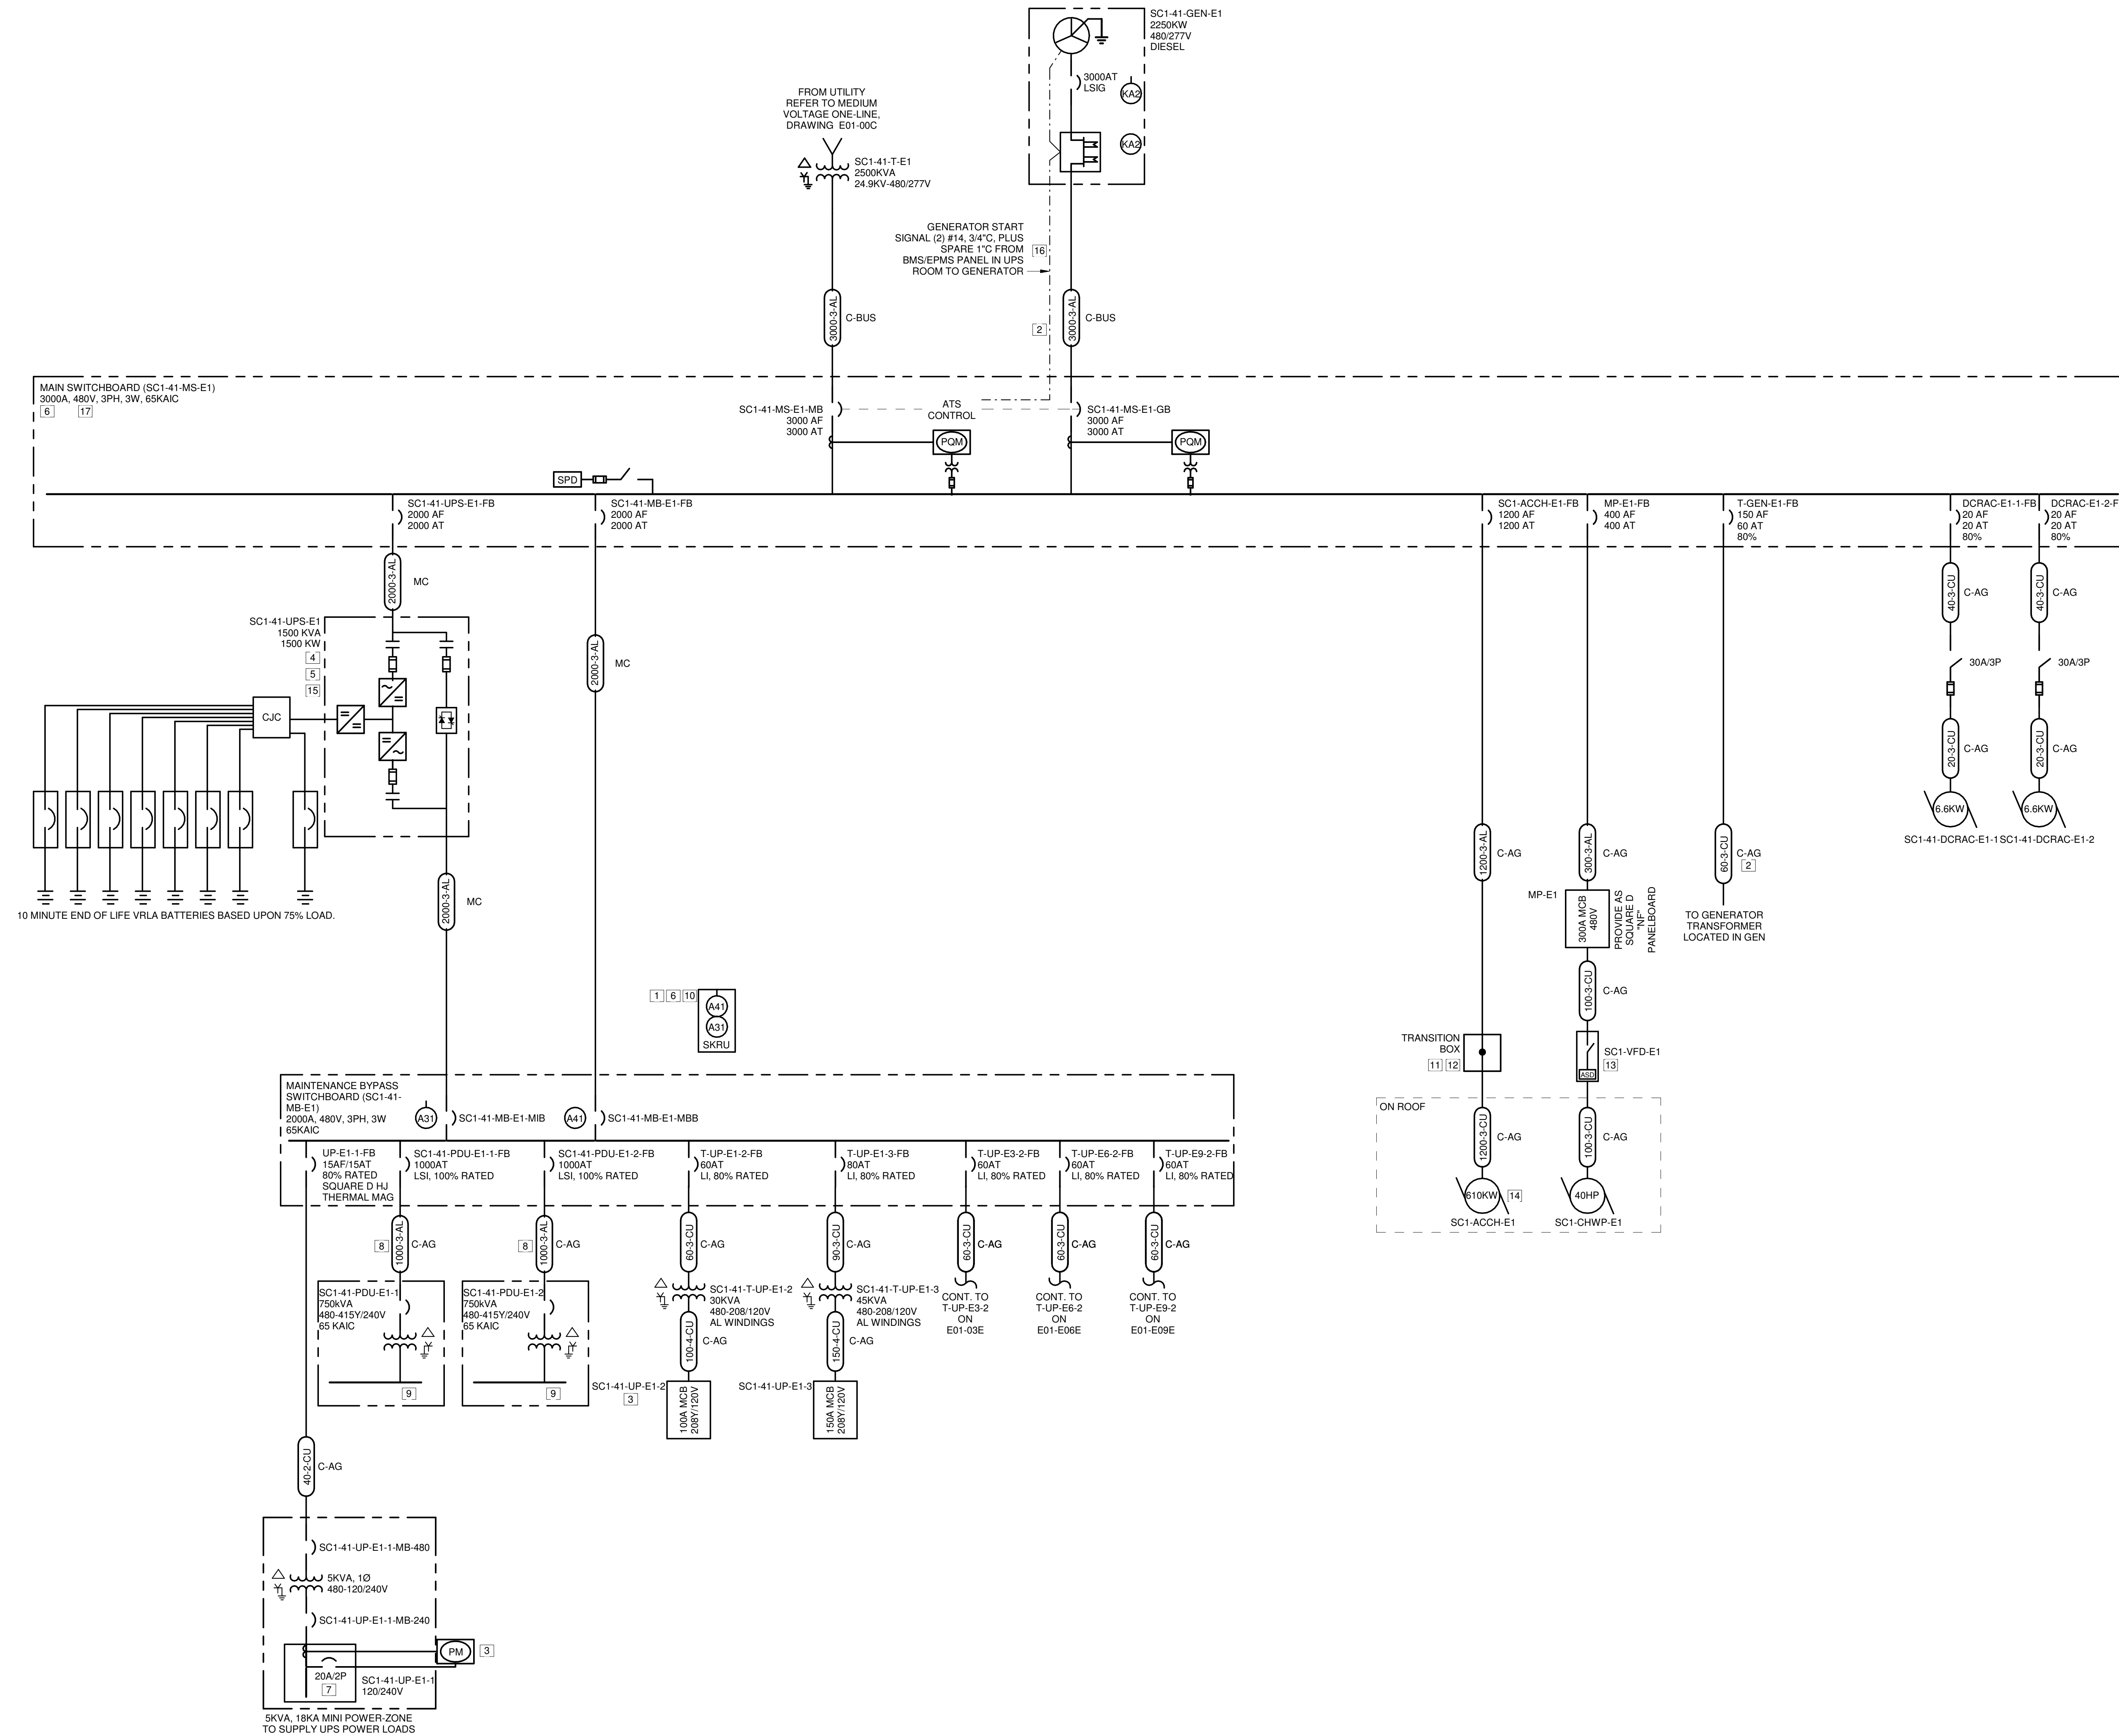 SC1-41-GEN-E1
2250KW
480/277V
DIESEL
3000AT
LSIG
KA2
KA2
FROM UTILITY
REFER TO MEDIUM
VOLTAGE ONE-LINE,
DRAWING E01-00C
SC1-41-T-E1
2500KVA
24.9KV-480/277V
GENERATOR START
SIGNAL (2) #14, 3/4"C, PLUS
SPARE 1"C FROM
BMS/EPMS PANEL IN UPS
ROOM TO GENERATOR
16
3000-3-AL
C-BUS
2
3000-3-AL
C-BUS
MAIN SWITCHBOARD (SC1-41-MS-E1)
3000A, 480V, 3PH, 3W, 65KAIC
6
17
SC1-41-MS-E1-MB
3000 AF
3000 AT
ATS
CONTROL
SC1-41-MS-E1-GB
3000 AF
3000 AT
PQM
PQM
SPD
SC1-41-UPS-E1-FB
2000 AF
2000 AT
SC1-41-MB-E1-FB
2000 AF
2000 AT
SC1-ACCH-E1-FB
1200 AF
1200 AT
MP-E1-FB
400 AF
400 AT
T-GEN-E1-FB
150 AF
60 AT
80%
DCRAC-E1-1-FB
20 AF
20 AT
80%
DCRAC-E1-2-F
20 AF
20 AT
80%
2000-3-AL
MC
40-3-CU
C-AG
40-3-CU
C-AG
SC1-41-UPS-E1
1500 KVA
1500 KW
4
5
15
2000-3-AL
MC
30A/3P
30A/3P
CJC
20-3-CU
C-AG
20-3-CU
C-AG
6.6KW
6.6KW
SC1-41-DCRAC-E1-1
SC1-41-DCRAC-E1-2
10 MINUTE END OF LIFE VRLA BATTERIES BASED UPON 75% LOAD.
2000-3-AL
MC
1200-3-AL
C-AG
300-3-AL
C-AG
60-3-CU
C-AG
2
MP-E1
300A MCB
480V
PROVIDE AS
SQUARE D
"NF"
PANELBOARD
TO GENERATOR
TRANSFORMER
LOCATED IN GEN
1
6
10
A41
A31
SKRU
100-3-CU
C-AG
TRANSITION
BOX
11
12
SC1-VFD-E1
13
ASD
MAINTENANCE BYPASS
SWITCHBOARD (SC1-41-
MB-E1)
2000A, 480V, 3PH, 3W
65KAIC
A31
SC1-41-MB-E1-MIB
A41
SC1-41-MB-E1-MBB
ON ROOF
1200-3-CU
C-AG
100-3-CU
C-AG
610KW
14
40HP
SC1-ACCH-E1
SC1-CHWP-E1
UP-E1-1-FB
15AF/15AT
80% RATED
SQUARE D HJ
THERMAL MAG
SC1-41-PDU-E1-1-FB
1000AT
LSI, 100% RATED
SC1-41-PDU-E1-2-FB
1000AT
LSI, 100% RATED
T-UP-E1-2-FB
60AT
LI, 80% RATED
T-UP-E1-3-FB
80AT
LI, 80% RATED
T-UP-E3-2-FB
60AT
LI, 80% RATED
T-UP-E6-2-FB
60AT
LI, 80% RATED
T-UP-E9-2-FB
60AT
LI, 80% RATED
8
1000-3-AL
C-AG
8
1000-3-AL
C-AG
60-3-CU
C-AG
90-3-CU
C-AG
60-3-CU
C-AG
60-3-CU
C-AG
60-3-CU
C-AG
SC1-41-PDU-E1-1
750kVA
480-415Y/240V
65 KAIC
9
SC1-41-PDU-E1-2
750kVA
480-415Y/240V
65 KAIC
9
SC1-41-T-UP-E1-2
30KVA
480-208/120V
AL WINDINGS
SC1-41-T-UP-E1-3
45KVA
480-208/120V
AL WINDINGS
CONT. TO
T-UP-E3-2
ON
E01-03E
CONT. TO
T-UP-E6-2
ON
E01-E06E
CONT. TO
T-UP-E9-2
ON
E01-E09E
100-4-CU
C-AG
150-4-CU
C-AG
SC1-41-UP-E1-2
3
100A MCB
208Y/120V
SC1-41-UP-E1-3
150A MCB
208Y/120V
40-2-CU
C-AG
SC1-41-UP-E1-1-MB-480
5KVA, 1Ø
480-120/240V
SC1-41-UP-E1-1-MB-240
PM
3
20A/2P
7
SC1-41-UP-E1-1
120/240V
5KVA, 18KA MINI POWER-ZONE
TO SUPPLY UPS POWER LOADS